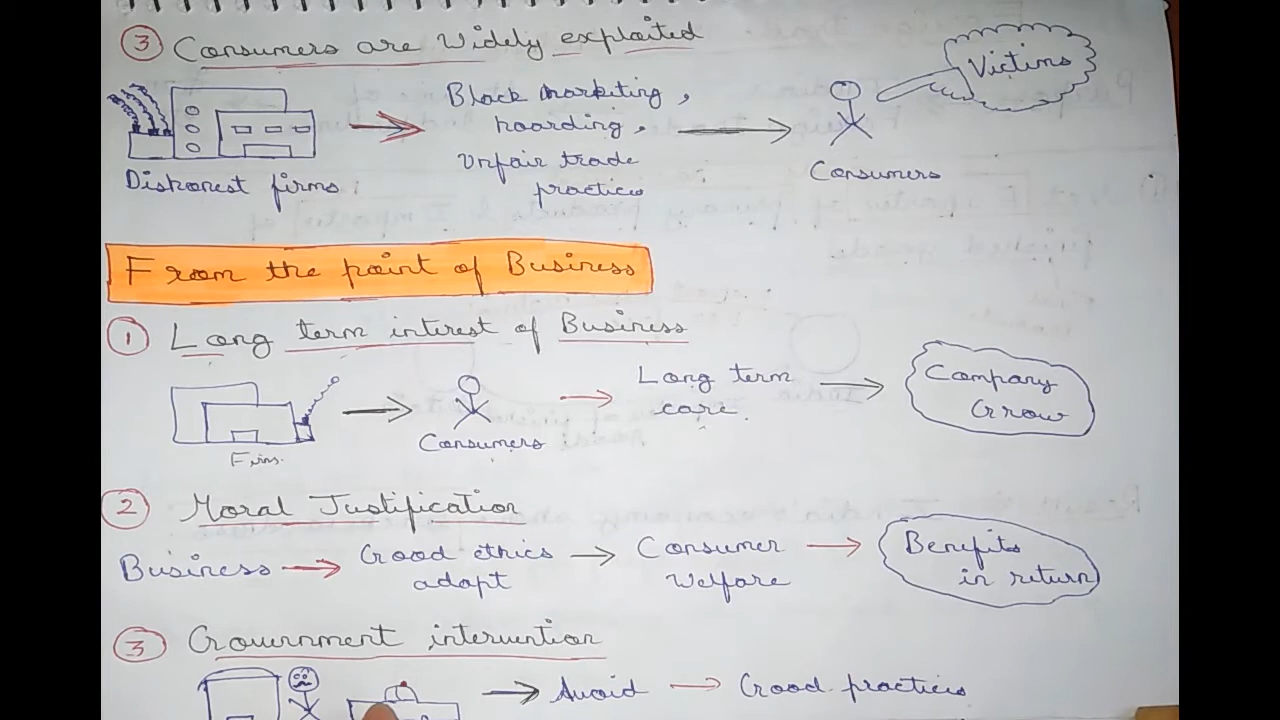 3 Consumers are Widely exploited
Victims
Black marketing,
hoarding,
Unfair trade
practices
Dishonest firms
Consumers
From the point of Business
1 Long term interest of Business
Long term
care.
Company
Grow
Consumers
Firms.
2 Moral Justification
Business
Good ethics
adapt
Consumer
Welfare
Benefits
in return
3 Government intervention
Avoid
Good practices